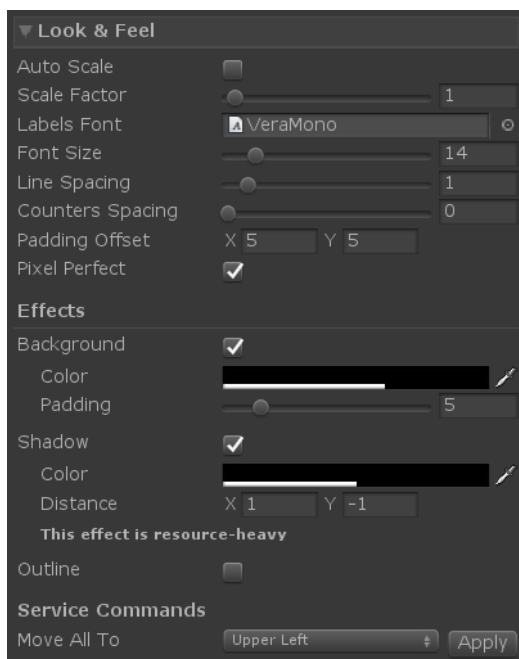 Look & Feel
Auto Scale
Scale Factor 1
Labels Font VeraMono
Font Size 14
Line Spacing 1
Counters Spacing 0
Padding Offset X 5 Y 5
Pixel Perfect
Effects
Background
Color
Padding 5
Shadow
Color
Distance X 1 Y -1
This effect is resource-heavy
Outline
Service Commands
Move All To Upper Left Apply